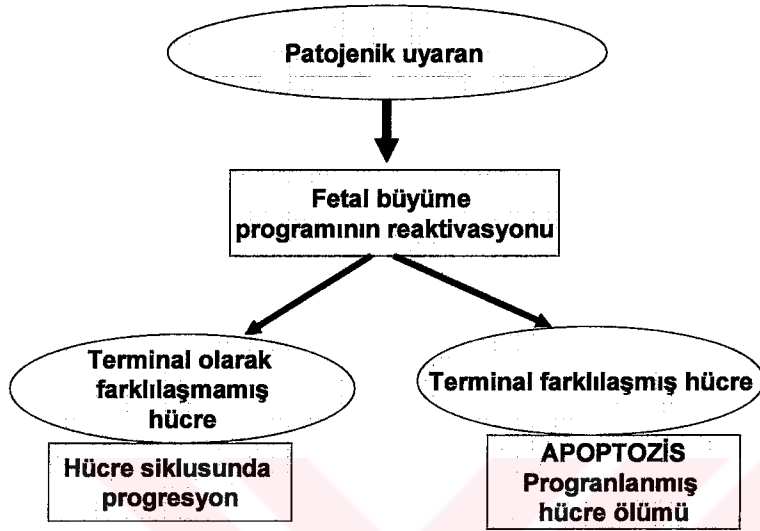 Patojenik uyaran
Fetal büyüme
programının reaktivasyonu
Terminal olarak
farklılaşmamış
hücre
Terminal farklılaşmış hücre
Hücre siklusunda
progresyon
APOPTOZİS
Progranlanmış
hücre ölümü